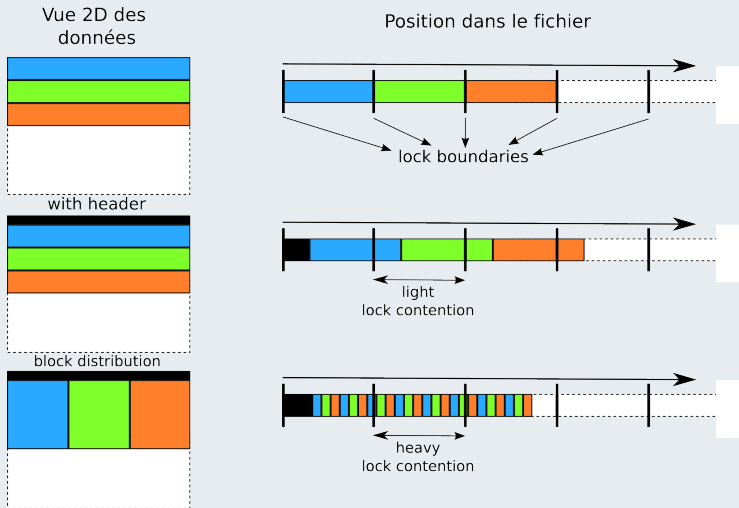 Vue 2D des
données
Position dans le fichier
lock boundaries
with header
light
lock contention
block distribution
heavy
lock contention